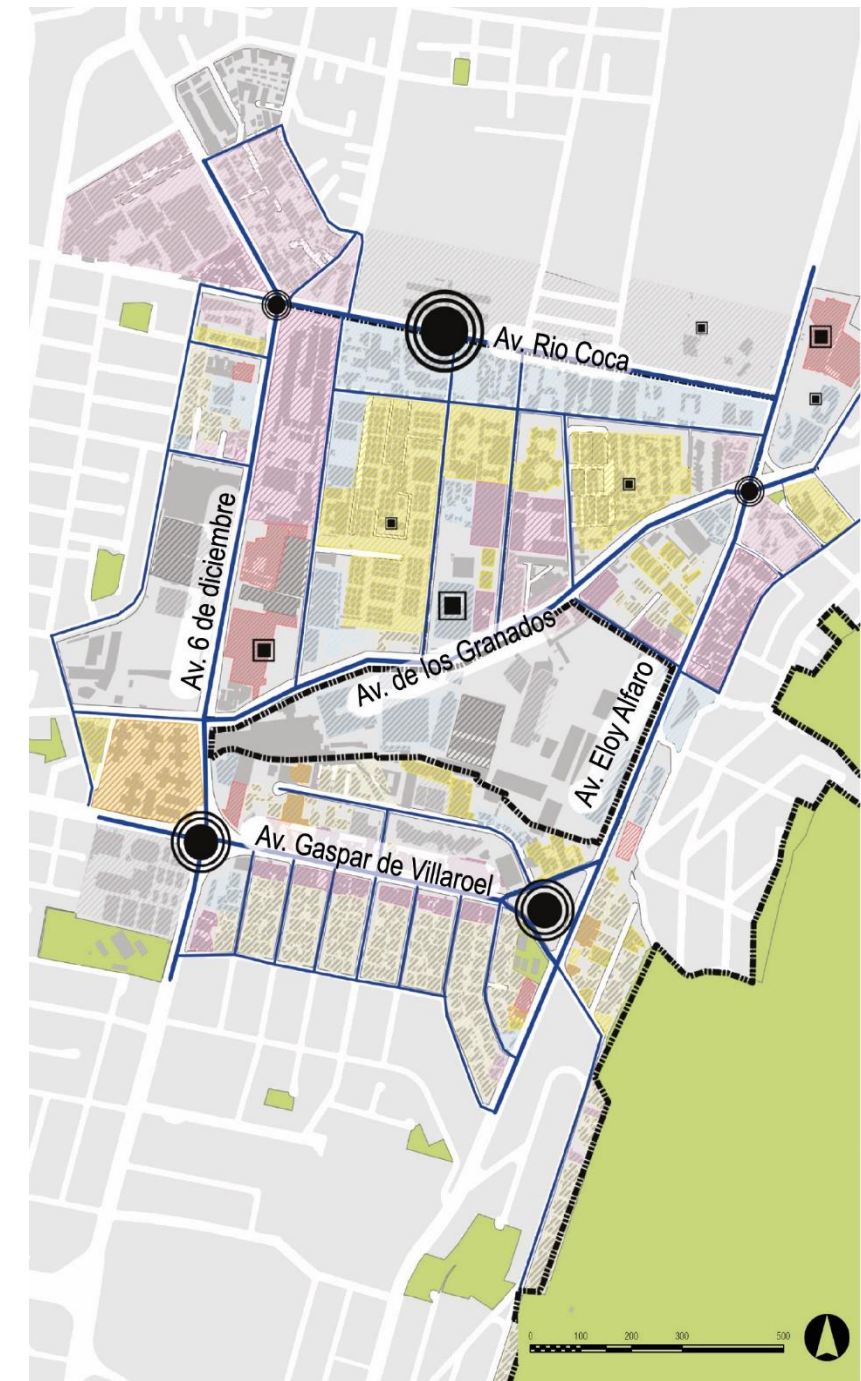 Av. Rio Coca
Av. 6 de diciembre
Av. de los Granados
Av. Eloy Alfaro
Av. Gaspar de Villaroel
0 100 200 300 500